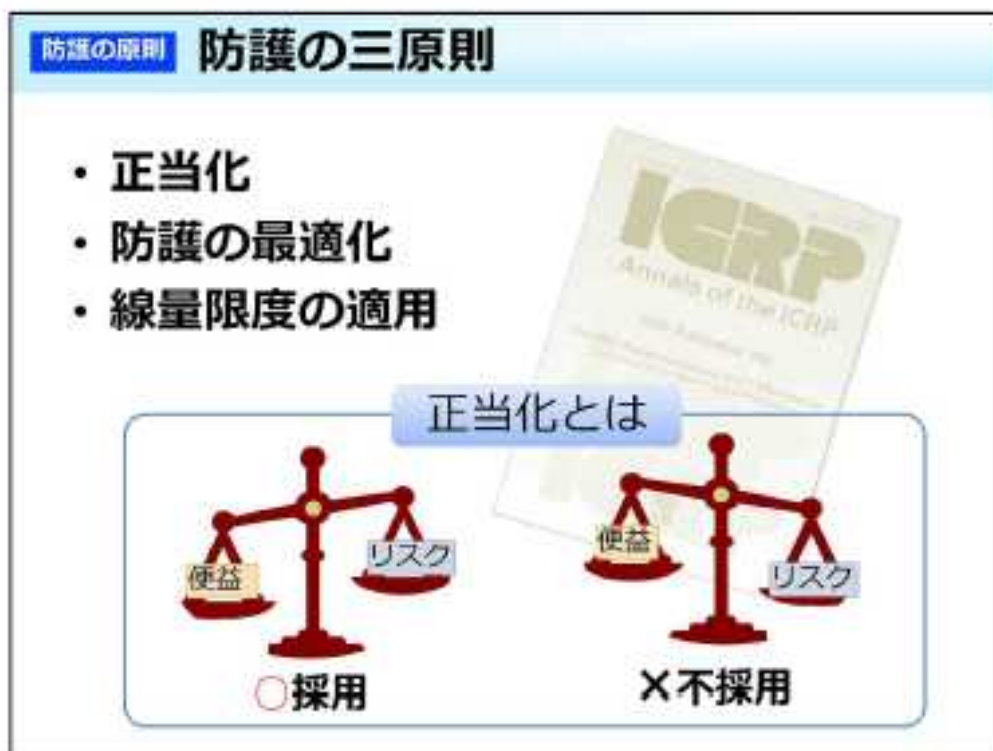 防護の原則
防護の三原則
・正当化
・防護の最適化
・線量限度の適用
ICRP
Annals of the ICRP
正当化とは
便益
リスク
便益
リスク
○採用
×不採用